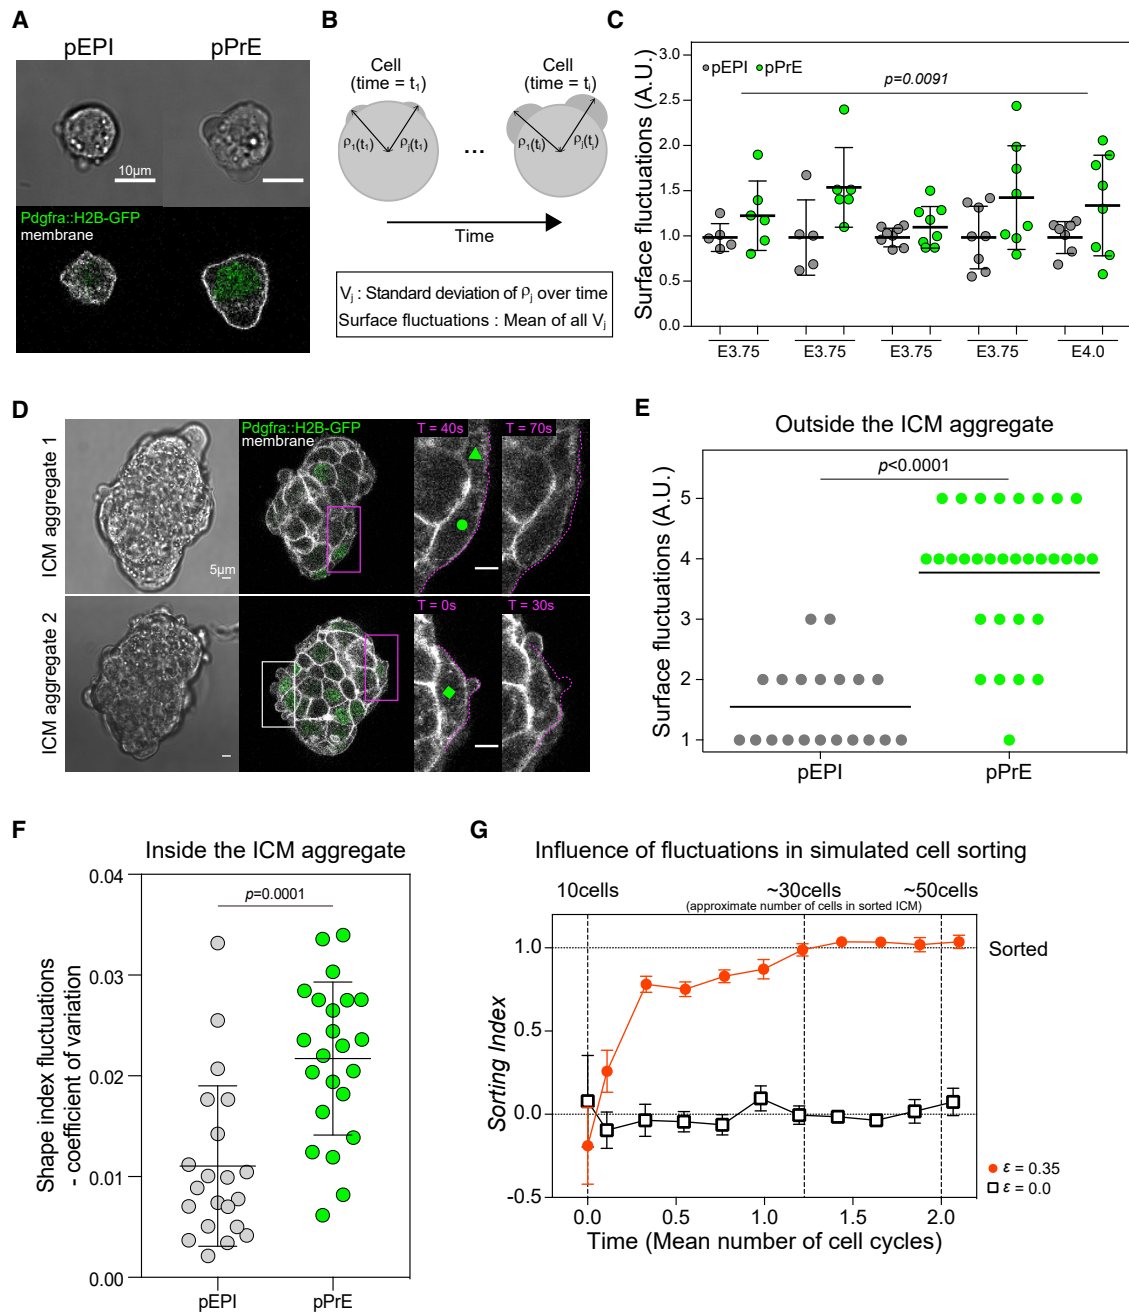 A
pEPI
pPrE
10μm
Pdgfra::H2B-GFP
membrane
B
Cell
(time = t1)
Cell
(time = ti)
ρ1(t1)
ρj(t1)
...
ρ1(ti)
ρj(ti)
Time
Vj : Standard deviation of ρj over time
Surface fluctuations : Mean of all Vj
C
Surface fluctuations (A.U.)
3.0
2.5
2.0
1.5
1.0
0.5
0.0
pEPI
pPrE
p=0.0091
E3.75
E3.75
E3.75
E3.75
E4.0
D
ICM aggregate 1
5μm
Pdgfra::H2B-GFP
membrane
T = 40s
T = 70s
ICM aggregate 2
T = 0s
T = 30s
E
Outside the ICM aggregate
p<0.0001
Surface fluctuations (A.U.)
5
4
3
2
1
pEPI
pPrE
F
Inside the ICM aggregate
p=0.0001
Shape index fluctuations
- coefficient of variation
0.04
0.03
0.02
0.01
0.00
pEPI
pPrE
G
Influence of fluctuations in simulated cell sorting
10cells
~30cells
~50cells
(approximate number of cells in sorted ICM)
Sorting Index
1.0
0.5
0.0
-0.5
Sorted
ε = 0.35
ε = 0.0
0.0
0.5
1.0
1.5
2.0
Time (Mean number of cell cycles)